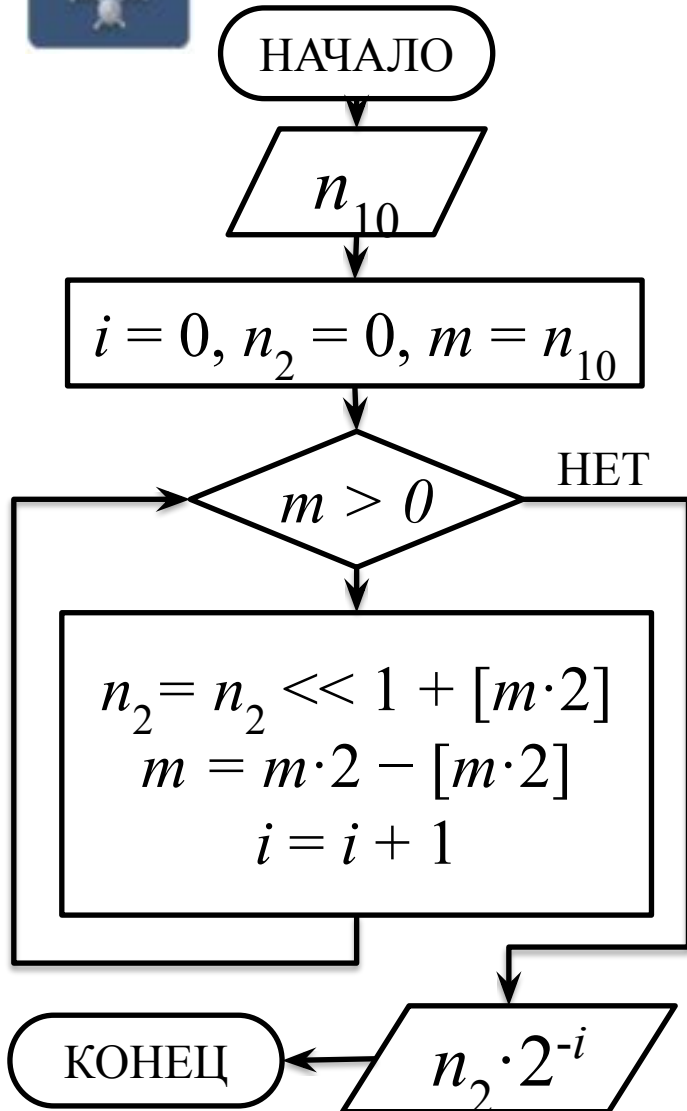 НАЧАЛО
n₁₀
i = 0, n₂ = 0, m = n₁₀
m > 0
НЕТ
n₂ = n₂ << 1 + [m·2]
m = m·2 − [m·2]
i = i + 1
n₂·2⁻ⁱ
КОНЕЦ